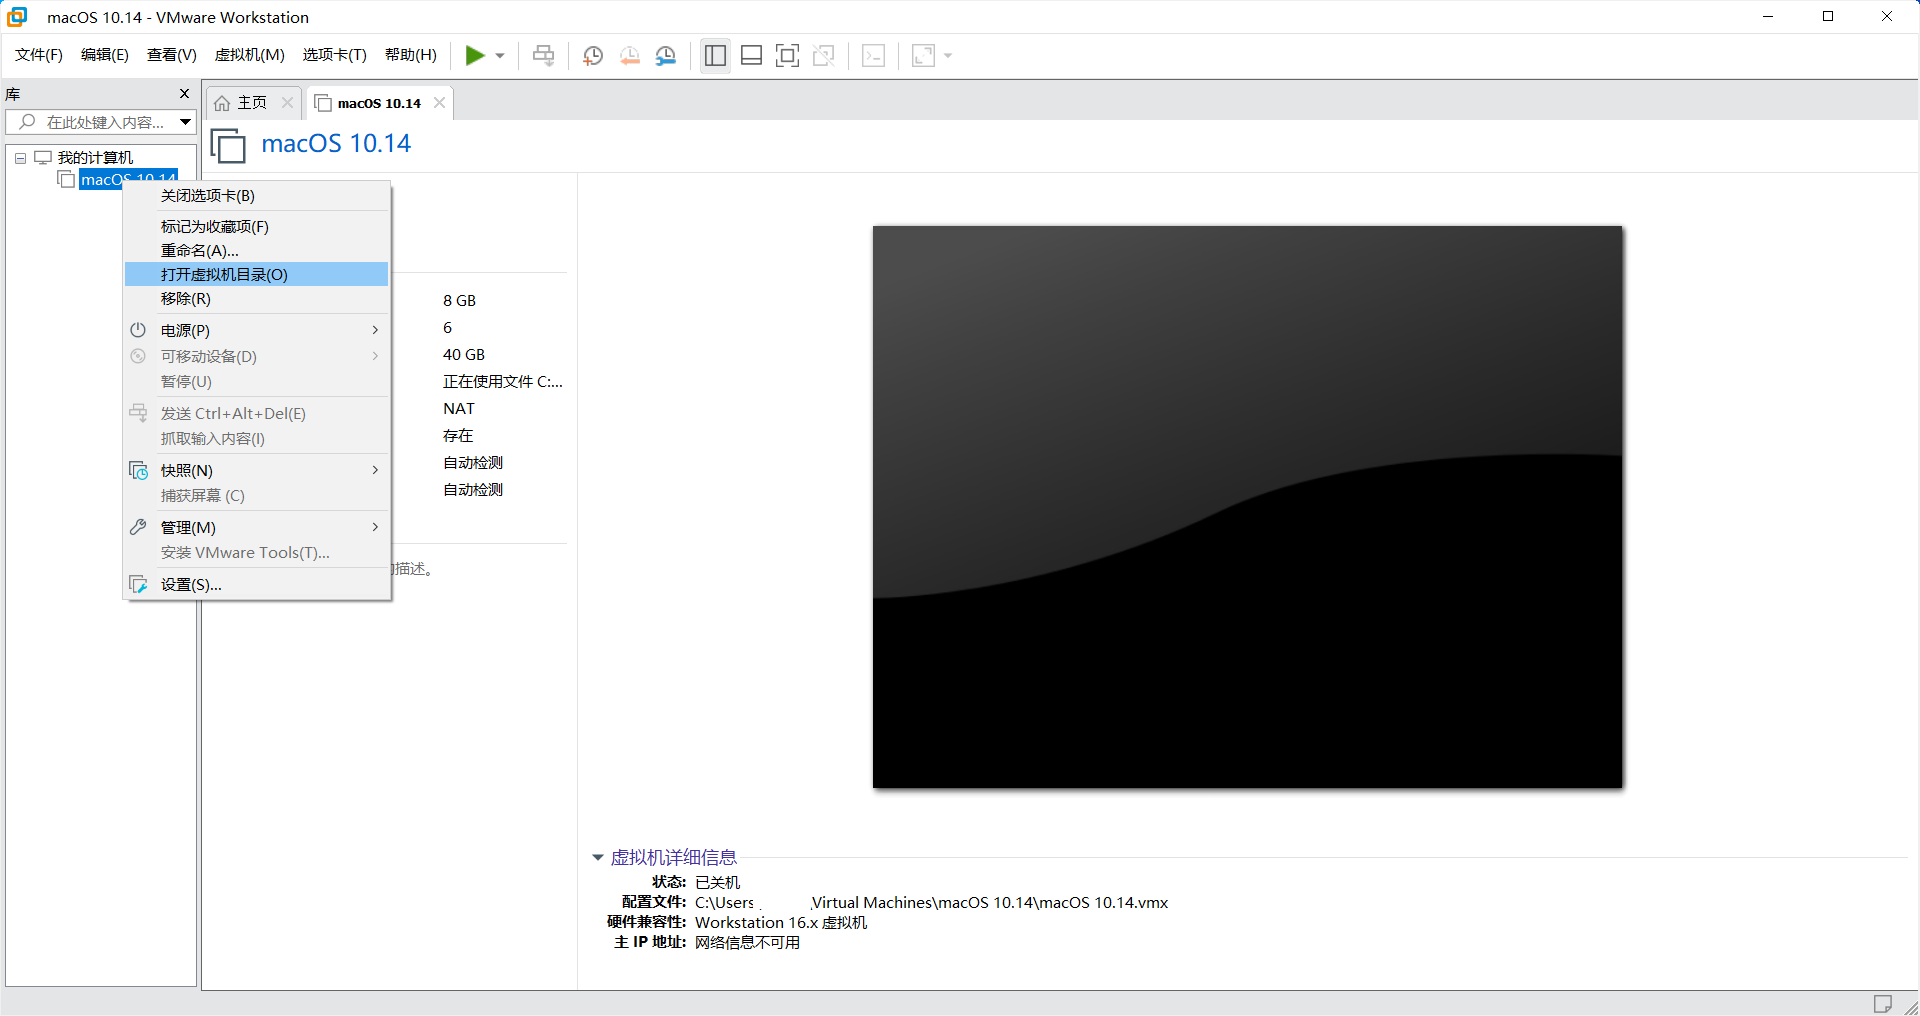 macOS 10.14 - VMware Workstation
文件(F) 编辑(E) 查看(V) 虚拟机(M) 选项卡(T) 帮助(H)
库
在此处键入内容...
主页
macOS 10.14
macOS 10.14
我的计算机
macOS 10.14
关闭选项卡(B)
标记为收藏项(F)
重命名(A)...
打开虚拟机目录(O)
移除(R)
电源(P)
可移动设备(D)
暂停(U)
发送 Ctrl+Alt+Del(E)
抓取输入内容(I)
快照(N)
捕获屏幕 (C)
管理(M)
安装 VMware Tools(T)...
设置(S)...
8 GB
6
40 GB
正在使用文件 C:...
NAT
存在
自动检测
自动检测
描述。
虚拟机详细信息
状态: 已关机
配置文件: C:\Users Virtual Machines\macOS 10.14\macOS 10.14.vmx
硬件兼容性: Workstation 16.x 虚拟机
主 IP 地址: 网络信息不可用